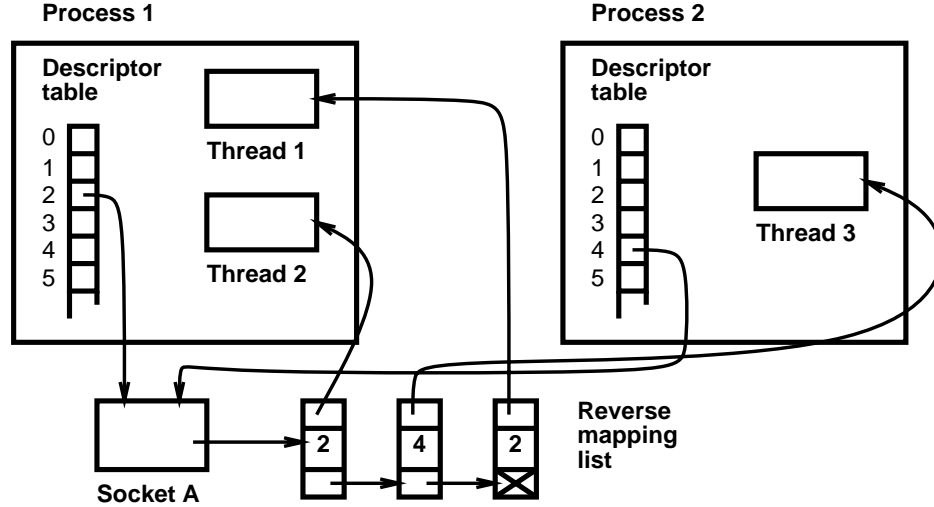 Process 1
Process 2
Descriptor
table
0
1
2
3
4
5
Thread 1
Thread 2
Descriptor
table
0
1
2
3
4
5
Thread 3
Socket A
2
4
2
Reverse
mapping
list